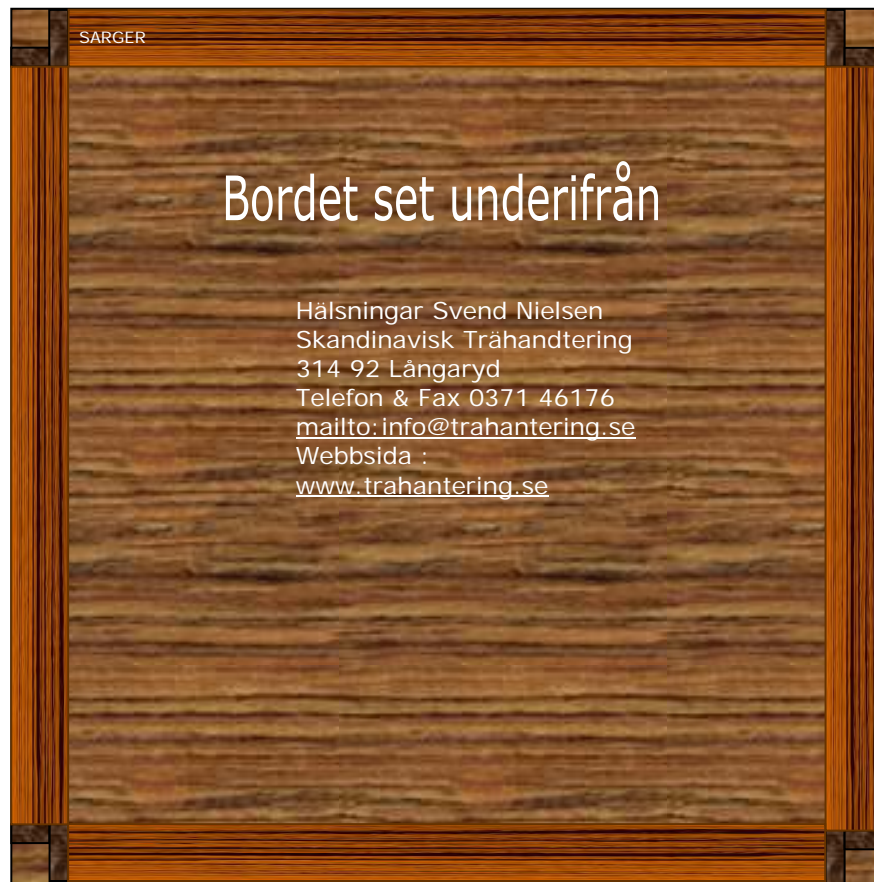 SARGER
Bordet set underifrån
Hälsningar Svend Nielsen
Skandinavisk Trähandtering
314 92 Långaryd
Telefon & Fax 0371 46176
mailto:info@trahantering.se
Webbsida :
www.trahantering.se